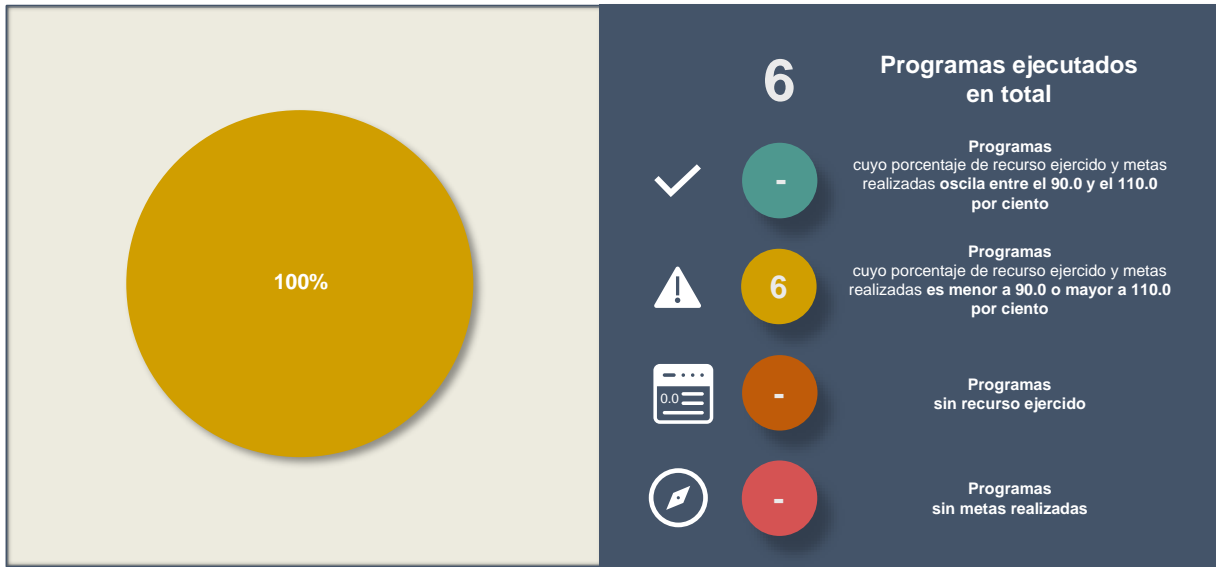 100%
6
Programas ejecutados
en total
-
Programas
cuyo porcentaje de recurso ejercido y metas
realizadas oscila entre el 90.0 y el 110.0
por ciento
6
Programas
cuyo porcentaje de recurso ejercido y metas
realizadas es menor a 90.0 o mayor a 110.0
por ciento
0.0
-
Programas
sin recurso ejercido
-
Programas
sin metas realizadas